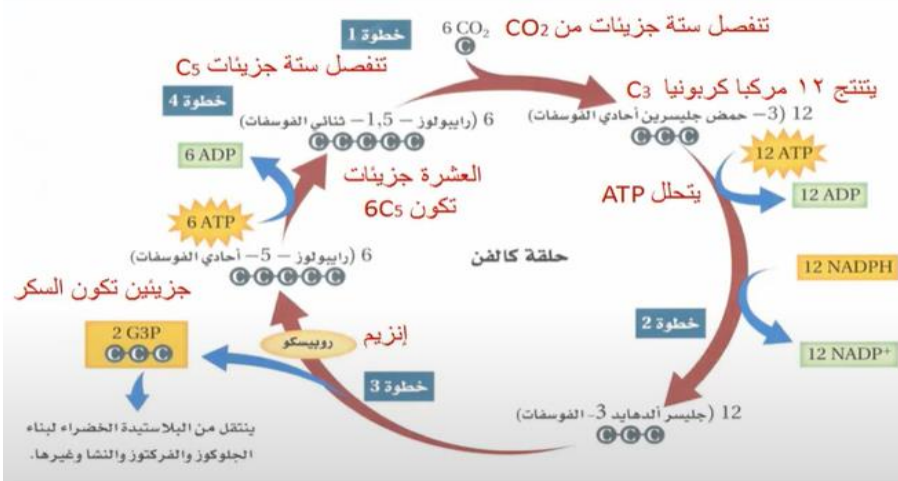 خطوة 1
6 CO₂
C
تنفصل ستة جزيئات من CO₂
تنفصل ستة جزيئات C5
يتنتج ١٢ مركبا كربونيا C3
خطوة 4
6 (رايبولوز – 1,5– ثنائي الفوسفات)
C C C C C
12 (3– حمض جليسرين أحادي الفوسفات)
C C C
6 ADP
12 ATP
العشرة جزيئات
تكون 6C5
يتحلل ATP
12 ADP
6 ATP
6 (رايبولوز – 5– أحادي الفوسفات)
C C C C C
حلقة كالفن
12 NADPH
جزيئين تكون السكر
2 G3P
C C C
روبيسكو
إنزيم
خطوة 2
12 NADP⁺
خطوة 3
12 (جليسر ألدهايد 3– الفوسفات)
C C C
ينتقل من البلاستيدة الخضراء لبناء
الجلوكوز والفركتوز والنشا وغيرها.